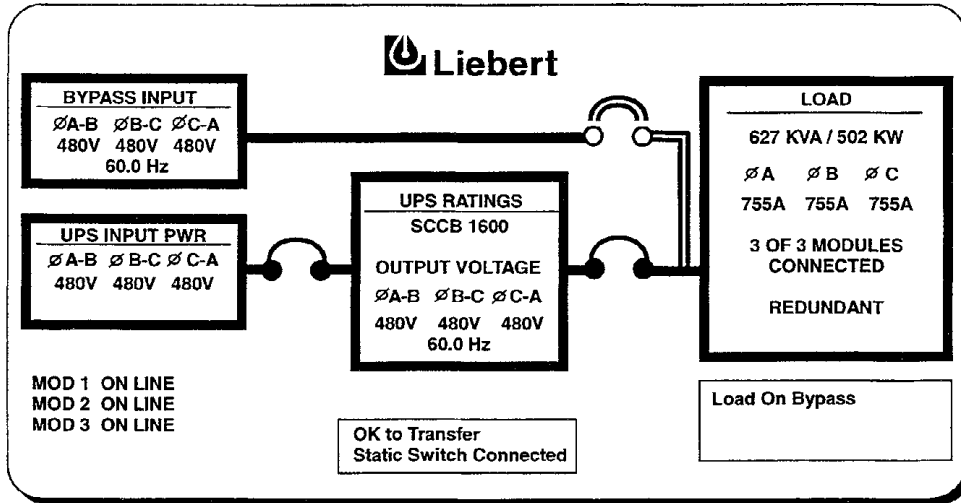 Liebert
BYPASS INPUT
ØA-B ØB-C ØC-A
480V 480V 480V
60.0 Hz
UPS INPUT PWR
ØA-B ØB-C ØC-A
480V 480V 480V
UPS RATINGS
SCCB 1600
OUTPUT VOLTAGE
ØA-B ØB-C ØC-A
480V 480V 480V
60.0 Hz
LOAD
627 KVA / 502 KW
ØA ØB ØC
755A 755A 755A
3 OF 3 MODULES
CONNECTED
REDUNDANT
MOD 1 ON LINE
MOD 2 ON LINE
MOD 3 ON LINE
OK to Transfer
Static Switch Connected
Load On Bypass